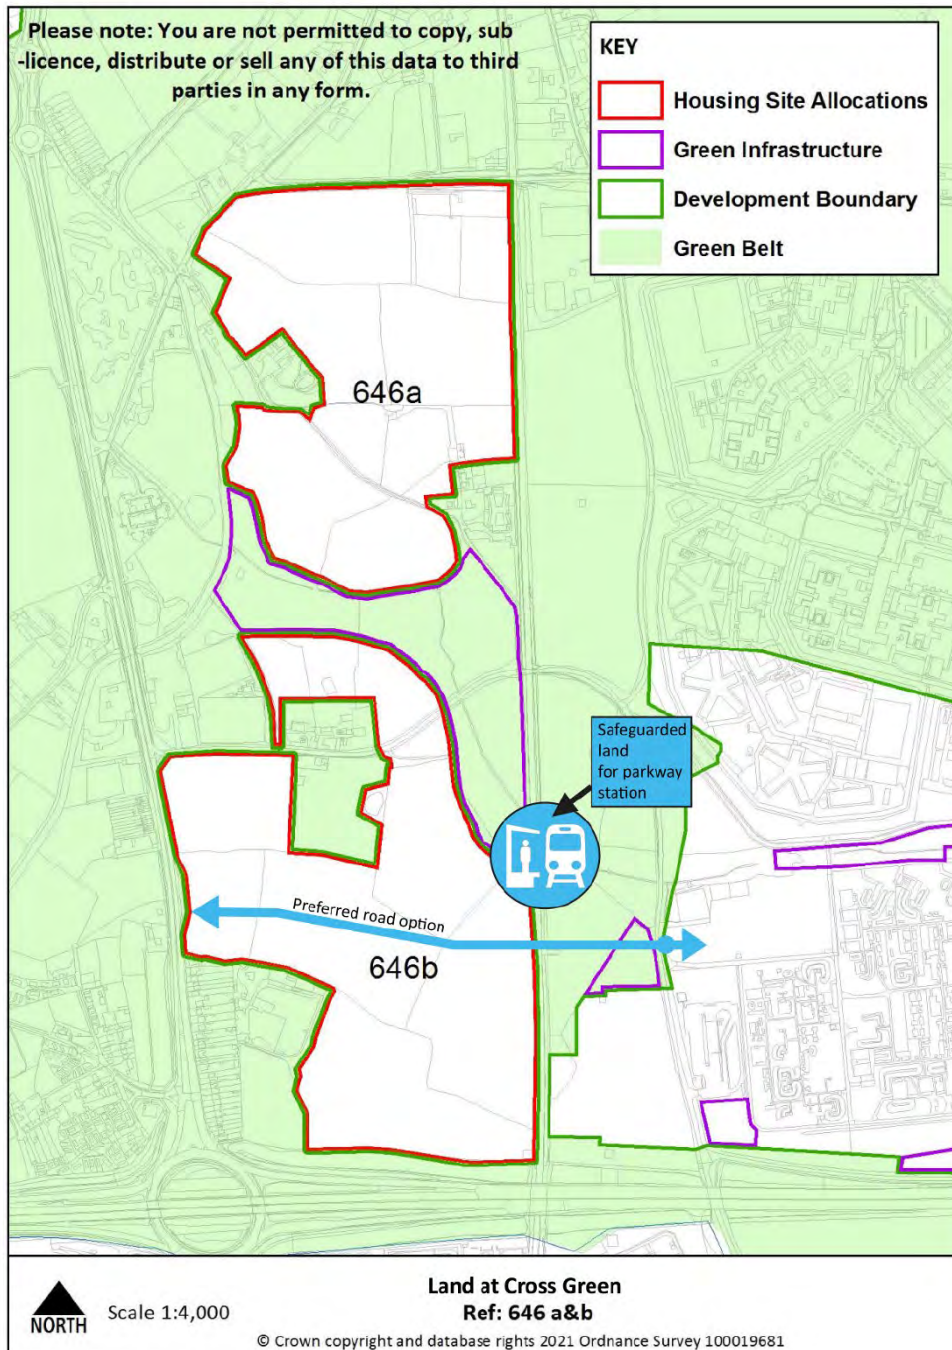 Please note: You are not permitted to copy, sub
-licence, distribute or sell any of this data to third
parties in any form.
KEY
Housing Site Allocations
Green Infrastructure
Development Boundary
Green Belt
646a
Safeguarded
land
for parkway
station
Preferred road option
646b
NORTH
Scale 1:4,000
Land at Cross Green
Ref: 646 a&b
© Crown copyright and database rights 2021 Ordnance Survey 100019681